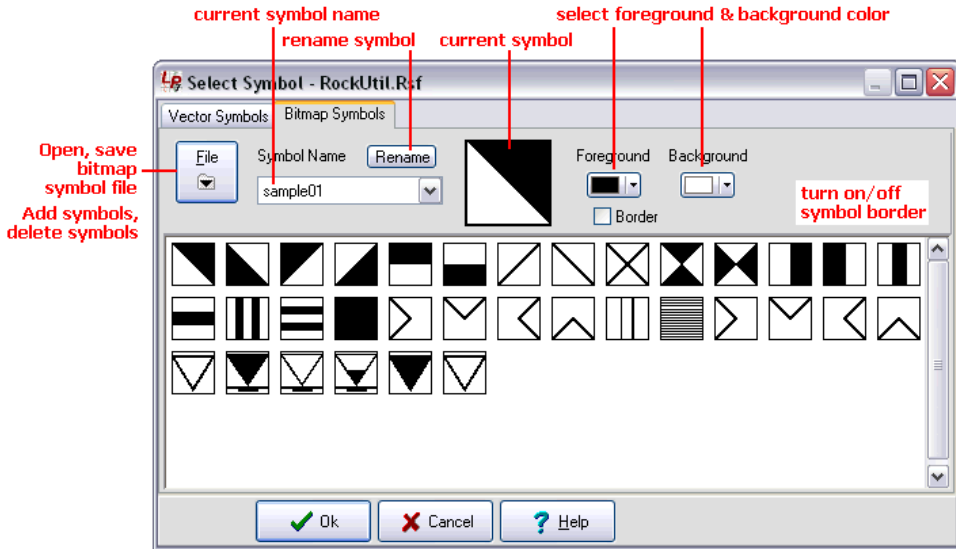 current symbol name
select foreground & background color
rename symbol
current symbol
LR Select Symbol - RockUtil.Rsf
Vector Symbols
Bitmap Symbols
Open, save
bitmap
symbol file
Add symbols,
delete symbols
File
Symbol Name
Rename
sample01
Foreground
Background
Border
turn on/off
symbol border
Ok
Cancel
? Help